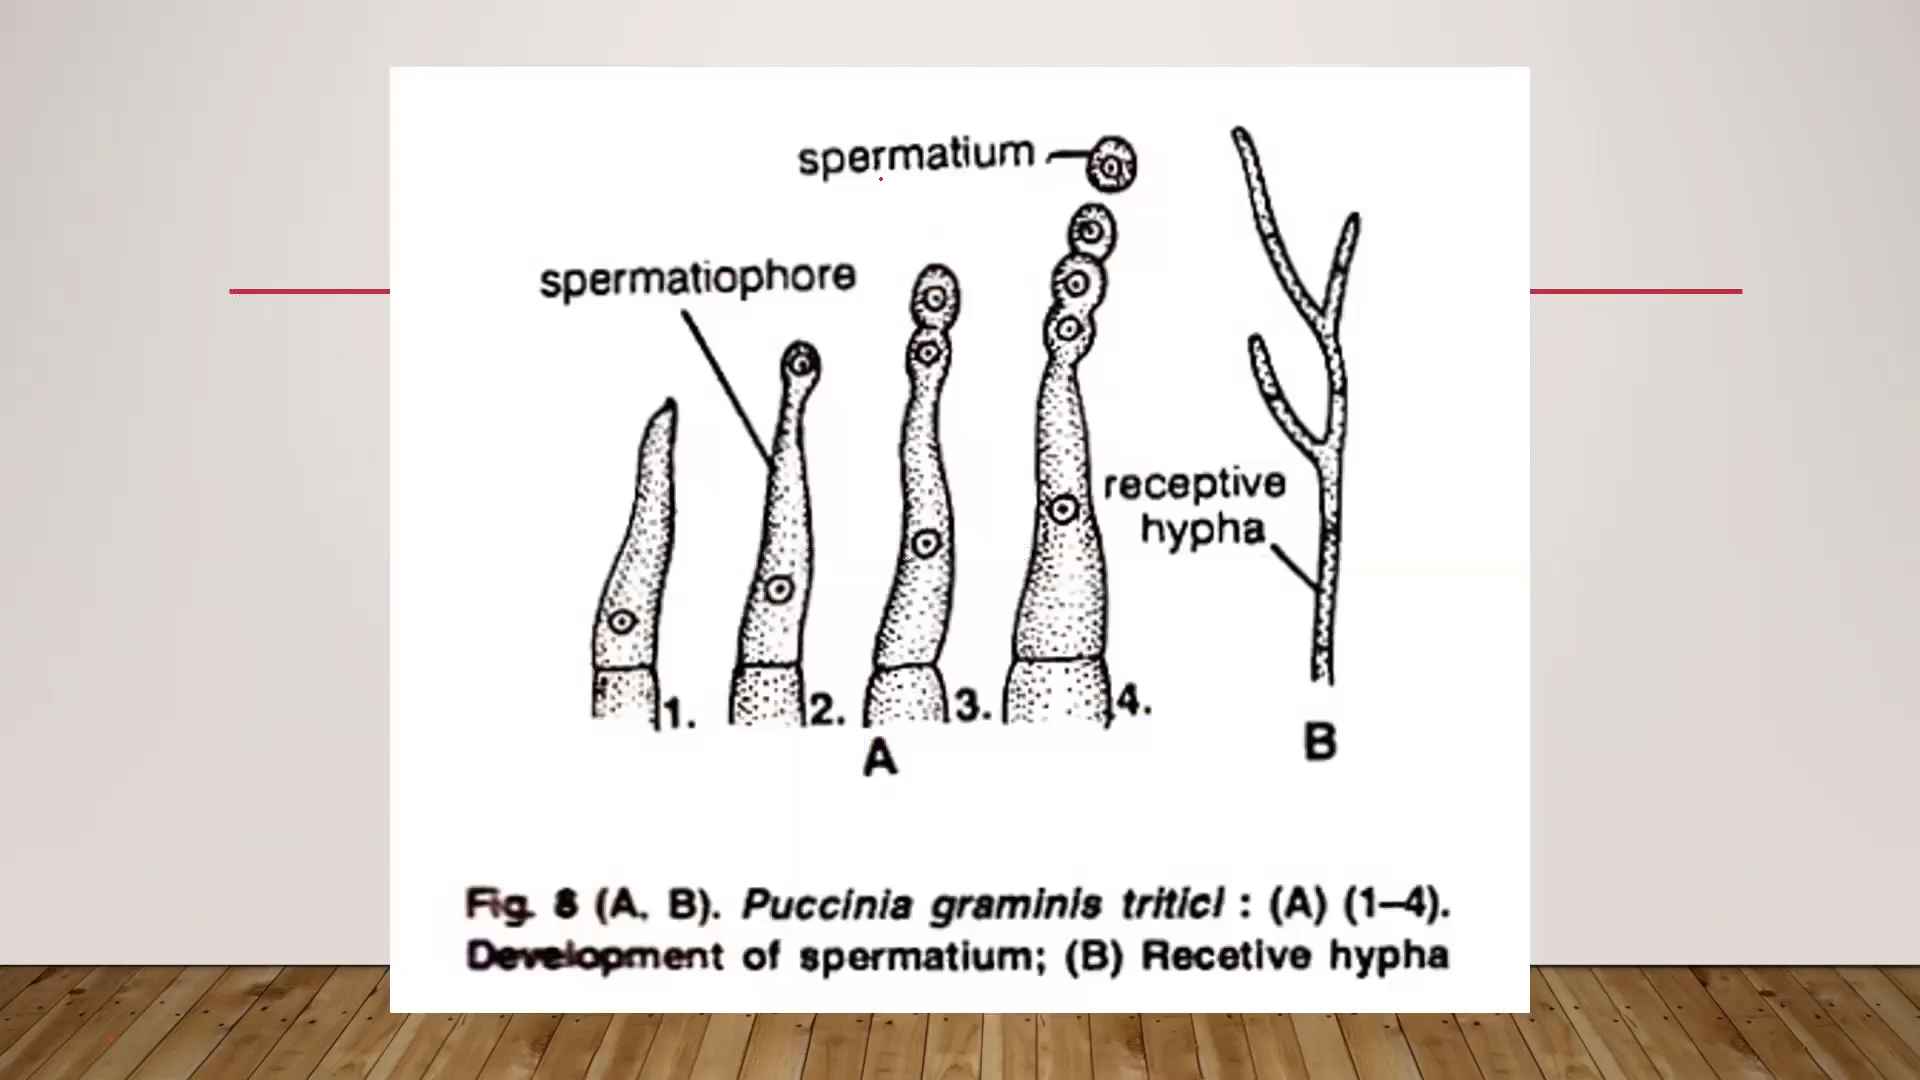 spermatium
spermatiophore
receptive
hypha
1.
2.
3.
4.
A
B
Fig. 8 (A, B). Puccinia graminis tritici : (A) (1–4).
Development of spermatium; (B) Recetive hypha